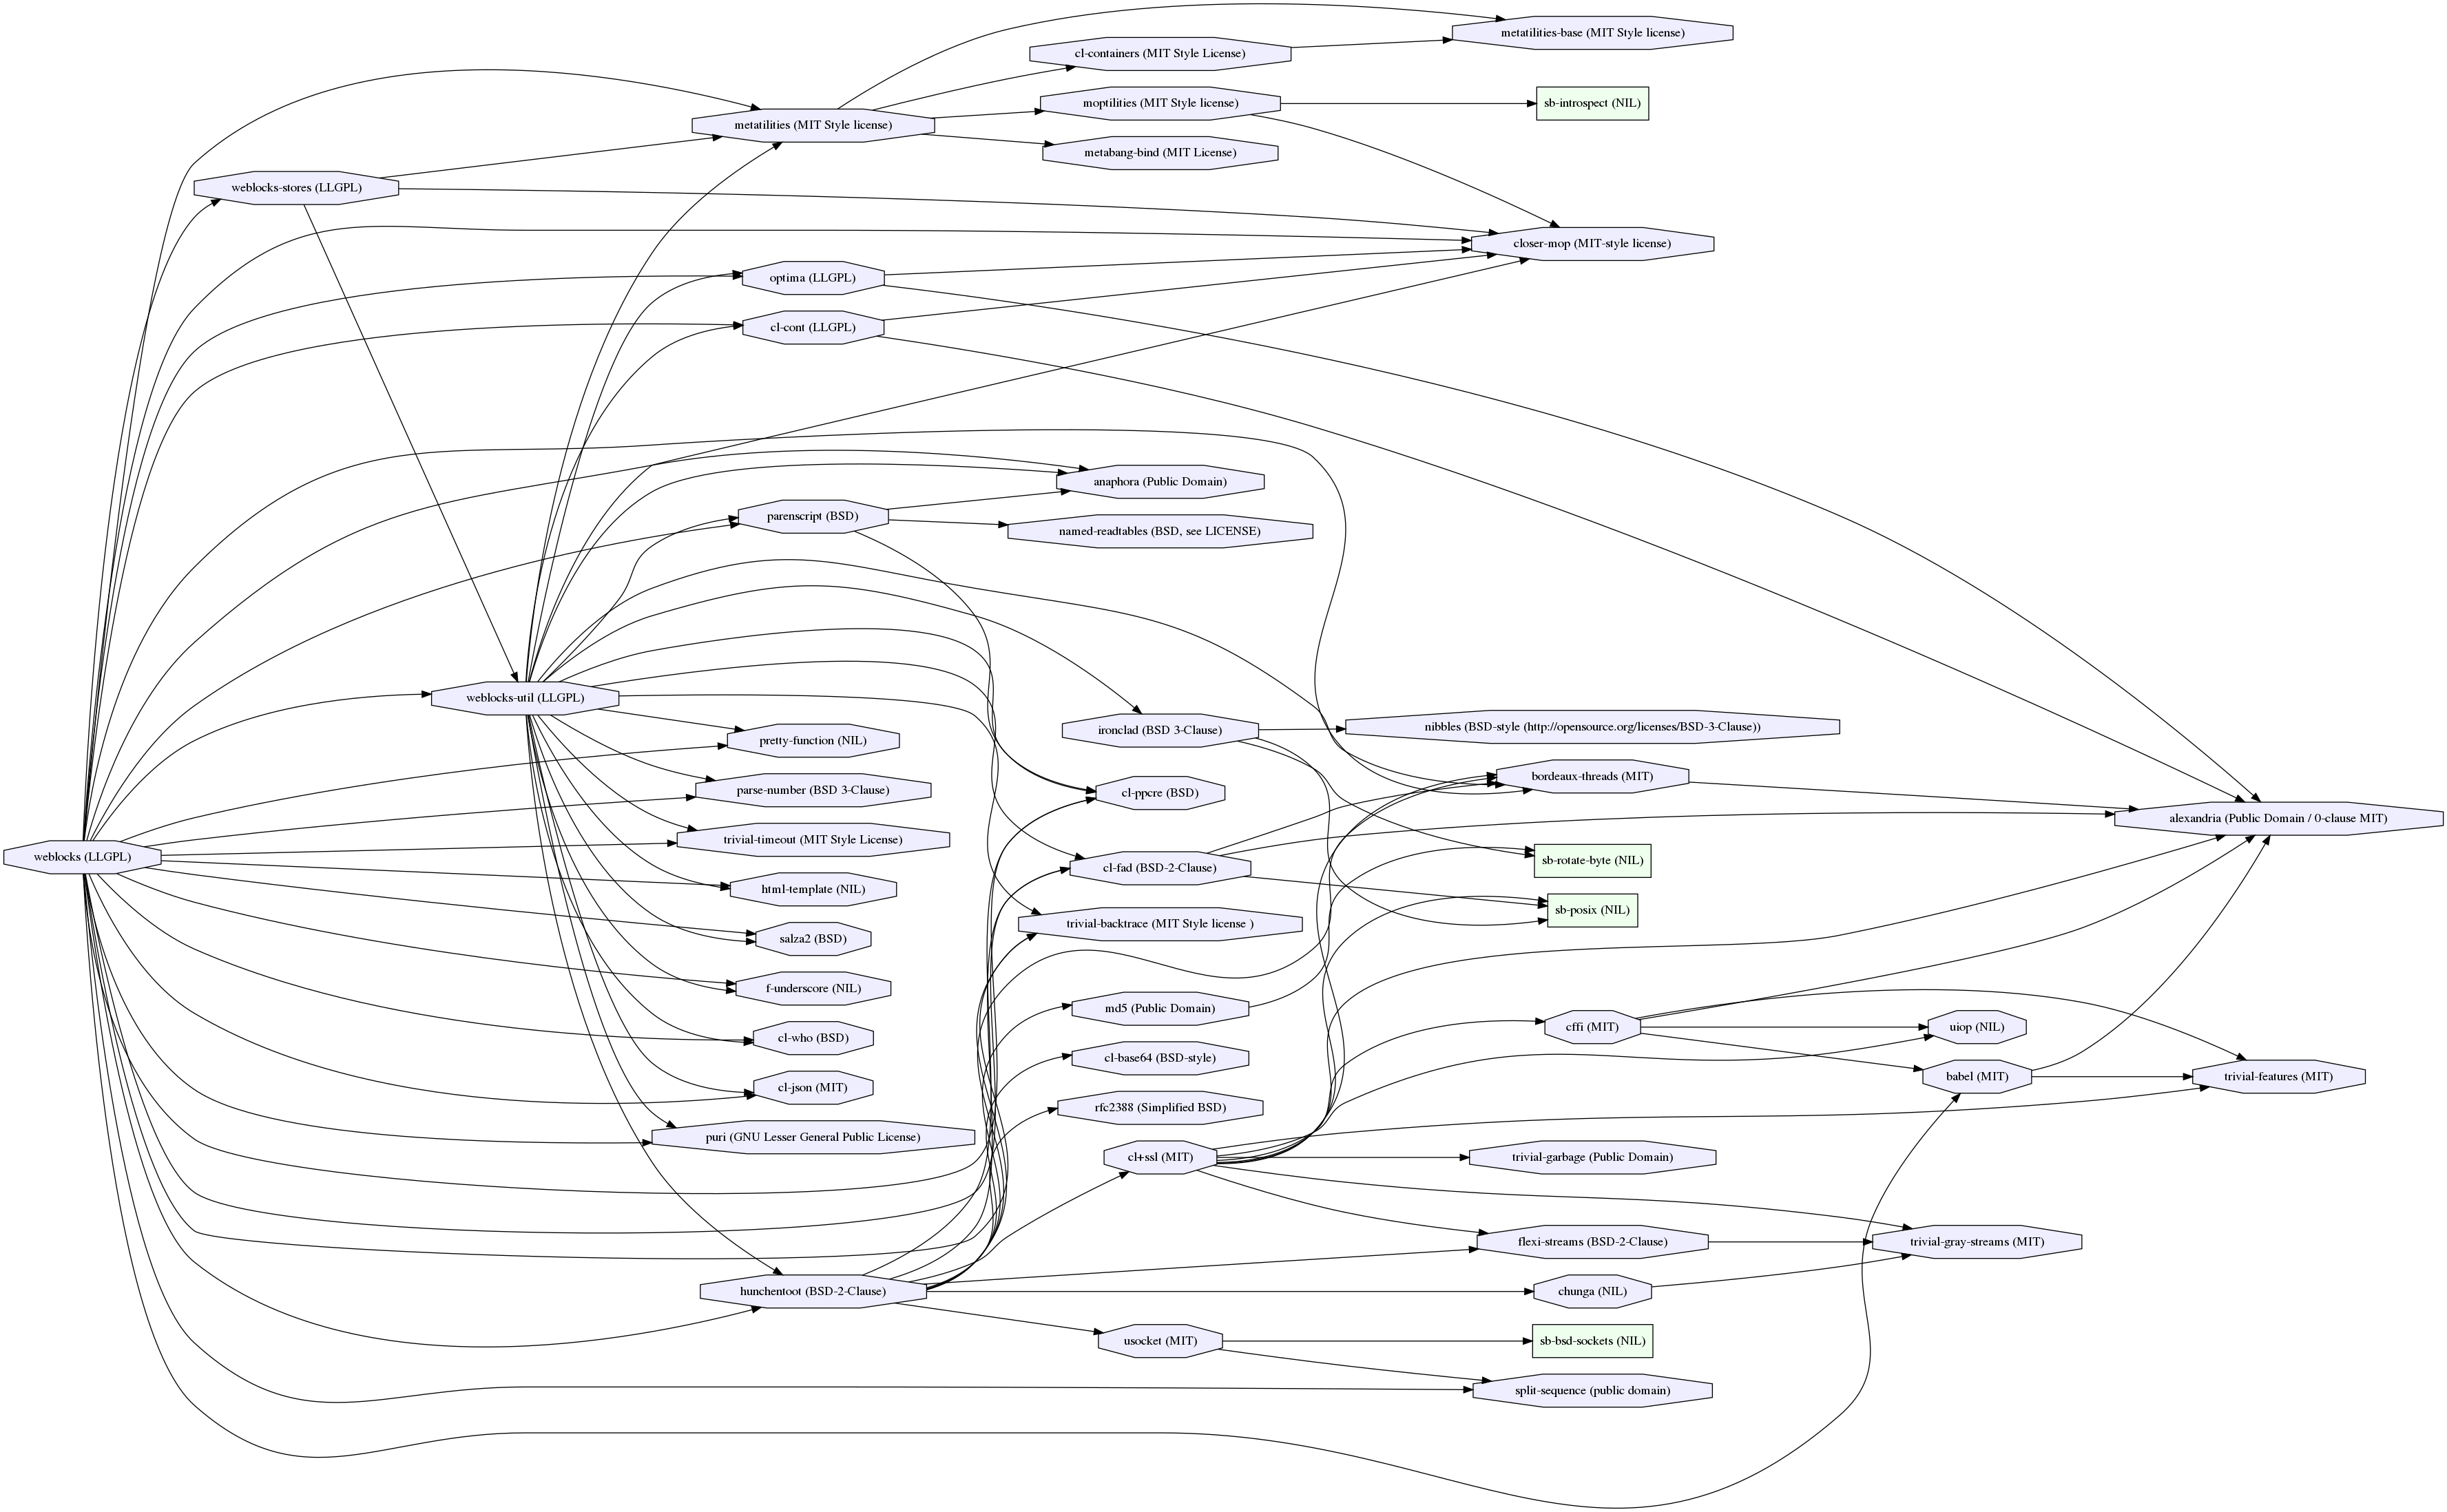 metatilities-base (MIT Style license)
cl-containers (MIT Style License)
moptilities (MIT Style license)
sb-introspect (NIL)
metatilities (MIT Style license)
metabang-bind (MIT License)
weblocks-stores (LLGPL)
closer-mop (MIT-style license)
optima (LLGPL)
cl-cont (LLGPL)
anaphora (Public Domain)
parenscript (BSD)
named-readtables (BSD, see LICENSE)
weblocks-util (LLGPL)
ironclad (BSD 3-Clause)
nibbles (BSD-style (http://opensource.org/licenses/BSD-3-Clause))
pretty-function (NIL)
bordeaux-threads (MIT)
parse-number (BSD 3-Clause)
cl-ppcre (BSD)
alexandria (Public Domain / 0-clause MIT)
trivial-timeout (MIT Style License)
weblocks (LLGPL)
sb-rotate-byte (NIL)
cl-fad (BSD-2-Clause)
html-template (NIL)
sb-posix (NIL)
trivial-backtrace (MIT Style license )
salza2 (BSD)
f-underscore (NIL)
md5 (Public Domain)
cffi (MIT)
uiop (NIL)
cl-who (BSD)
cl-base64 (BSD-style)
babel (MIT)
trivial-features (MIT)
cl-json (MIT)
rfc2388 (Simplified BSD)
puri (GNU Lesser General Public License)
cl+ssl (MIT)
trivial-garbage (Public Domain)
flexi-streams (BSD-2-Clause)
trivial-gray-streams (MIT)
hunchentoot (BSD-2-Clause)
chunga (NIL)
usocket (MIT)
sb-bsd-sockets (NIL)
split-sequence (public domain)